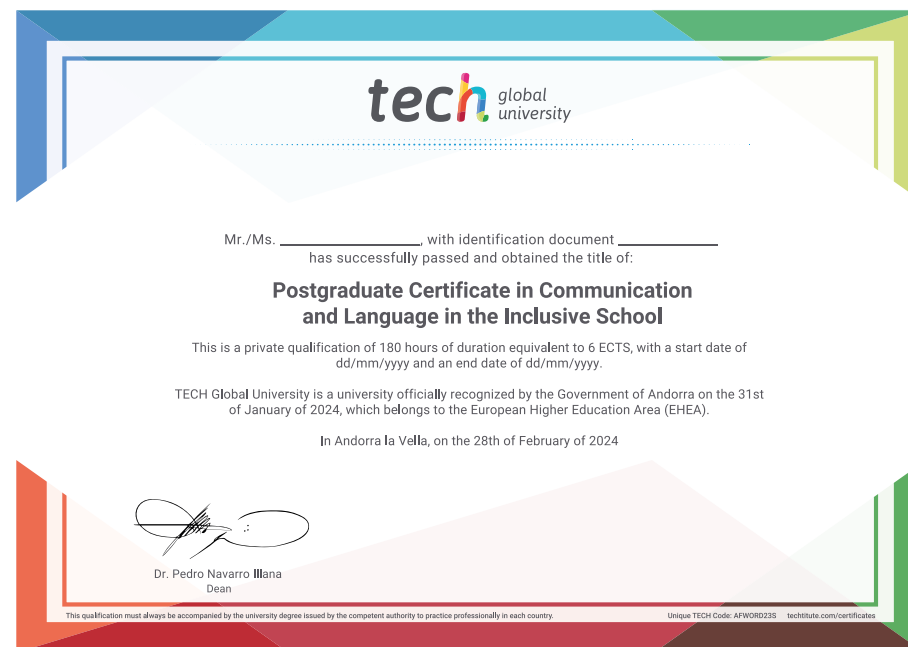 tech global
university
Mr./Ms. ____________________, with identification document ______________
has successfully passed and obtained the title of:
Postgraduate Certificate in Communication
and Language in the Inclusive School
This is a private qualification of 180 hours of duration equivalent to 6 ECTS, with a start date of
dd/mm/yyyy and an end date of dd/mm/yyyy.
TECH Global University is a university officially recognized by the Government of Andorra on the 31st
of January of 2024, which belongs to the European Higher Education Area (EHEA).
In Andorra la Vella, on the 28th of February of 2024
Dr. Pedro Navarro Illana
Dean
This qualification must always be accompanied by the university degree issued by the competent authority to practice professionally in each country. Unique TECH Code: AFWORD23S techtitute.com/certificates